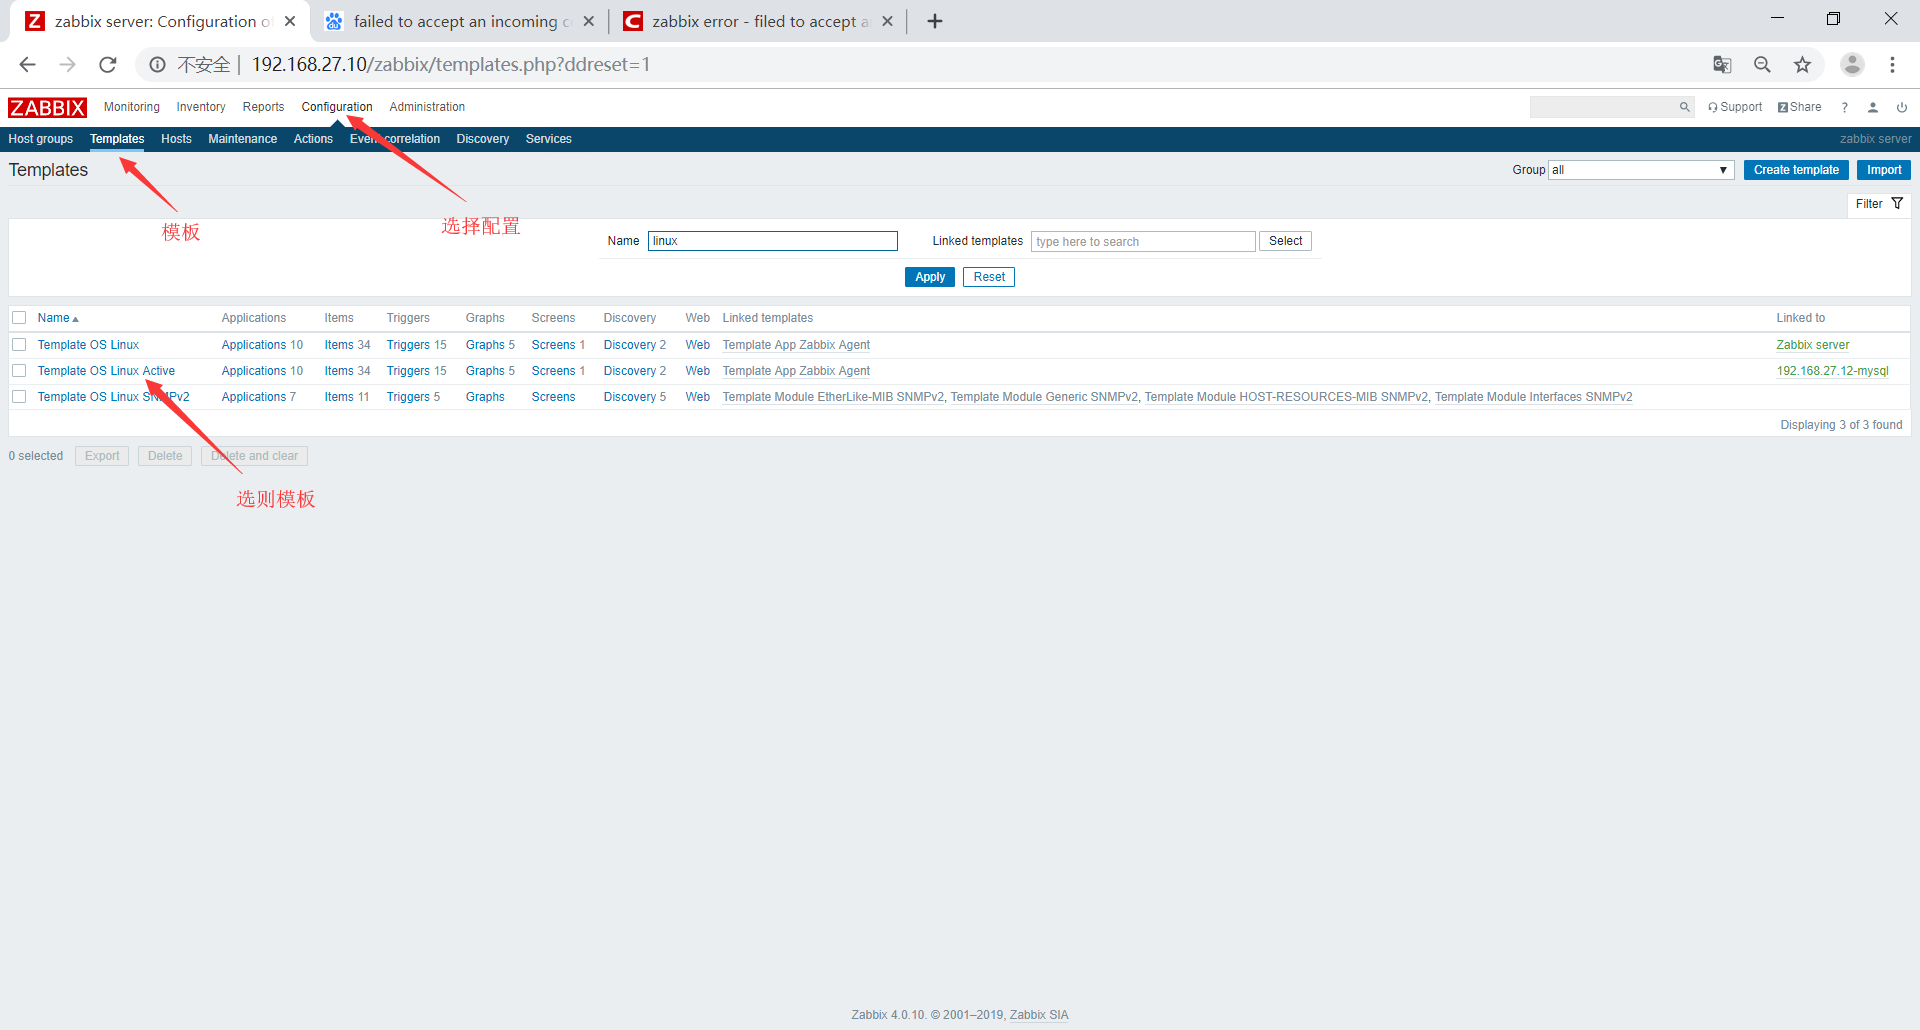 zabbix server: Configuration o
failed to accept an incoming c
zabbix error - filed to accept a
不安全 | 192.168.27.10/zabbix/templates.php?ddreset=1
ZABBIX Monitoring Inventory Reports Configuration Administration Support Z Share ?
Host groups Templates Hosts Maintenance Actions Event correlation Discovery Services zabbix server
Templates Group all Create template Import
Filter
模板
选择配置
Name linux Linked templates type here to search Select
Apply Reset
Name Applications Items Triggers Graphs Screens Discovery Web Linked templates Linked to
Template OS Linux Applications 10 Items 34 Triggers 15 Graphs 5 Screens 1 Discovery 2 Web Template App Zabbix Agent Zabbix server
Template OS Linux Active Applications 10 Items 34 Triggers 15 Graphs 5 Screens 1 Discovery 2 Web Template App Zabbix Agent 192.168.27.12-mysql
Template OS Linux SNMPv2 Applications 7 Items 11 Triggers 5 Graphs Screens Discovery 5 Web Template Module EtherLike-MIB SNMPv2, Template Module Generic SNMPv2, Template Module HOST-RESOURCES-MIB SNMPv2, Template Module Interfaces SNMPv2
Displaying 3 of 3 found
0 selected Export Delete Delete and clear
选则模板
Zabbix 4.0.10. © 2001–2019, Zabbix SIA